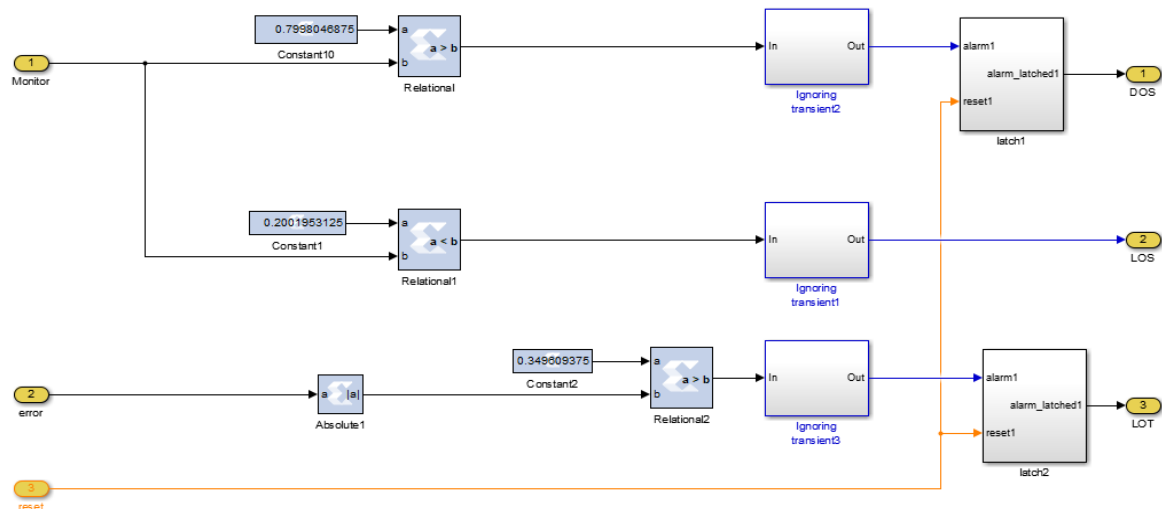 0.7998046875
Constant10
a
b
a > b
Relational
In
Out
Ignoring
transient2
alarm1
alarm_latched1
reset1
latch1
1
DOS
1
Monitor
0.2001953125
Constant1
a
b
a < b
Relational1
In
Out
Ignoring
transient1
2
LOS
2
error
a
|a|
Absolute1
0.349609375
Constant2
a
b
a > b
Relational2
In
Out
Ignoring
transient3
alarm1
alarm_latched1
reset1
latch2
3
LOT
3
reset